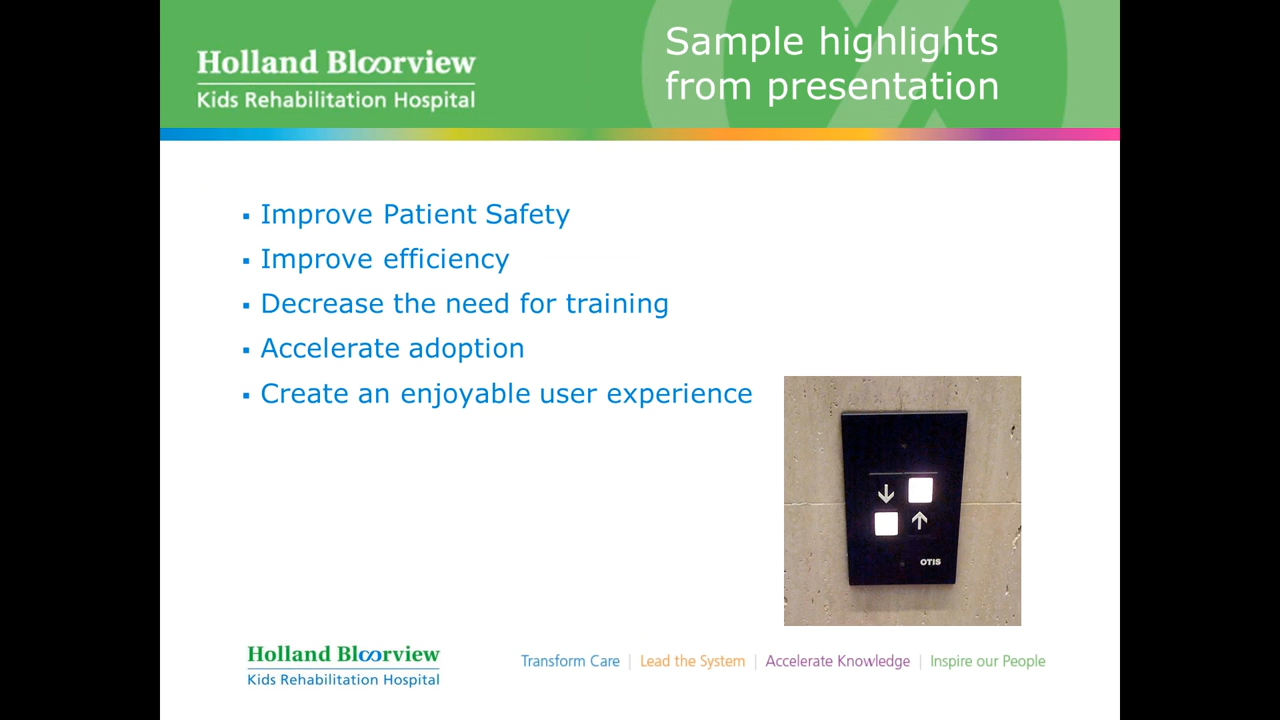 Holland Bloorview
Kids Rehabilitation Hospital
Sample highlights
from presentation
Improve Patient Safety
Improve efficiency
Decrease the need for training
Accelerate adoption
Create an enjoyable user experience
OTIS
Holland Bloorview
Kids Rehabilitation Hospital
Transform Care | Lead the System | Accelerate Knowledge | Inspire our People